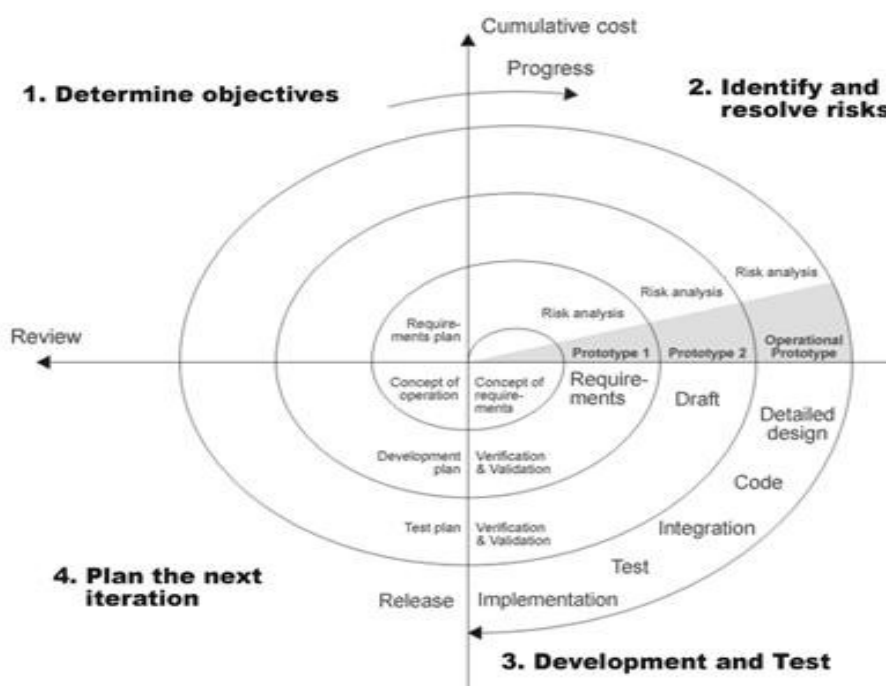 Cumulative cost
Progress
1. Determine objectives
2. Identify and
resolve risks
Risk analysis
Risk analysis
Risk analysis
Require-
ments plan
Review
Prototype 1
Prototype 2
Operational
Prototype
Concept of
operation
Concept of
require-
ments
Require-
ments
Draft
Detailed
design
Development
plan
Verification
& Validation
Code
Test plan
Verification
& Validation
Integration
Test
4. Plan the next
iteration
Release
Implementation
3. Development and Test